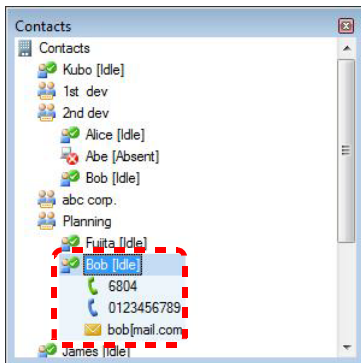 Contacts
Contacts
Kubo [Idle]
1st dev
2nd dev
Alice [Idle]
Abe [Absent]
Bob [Idle]
abc corp.
Planning
Fujita [Idle]
Bob [Idle]
6804
0123456789
bob[mail.com
James [Idle]